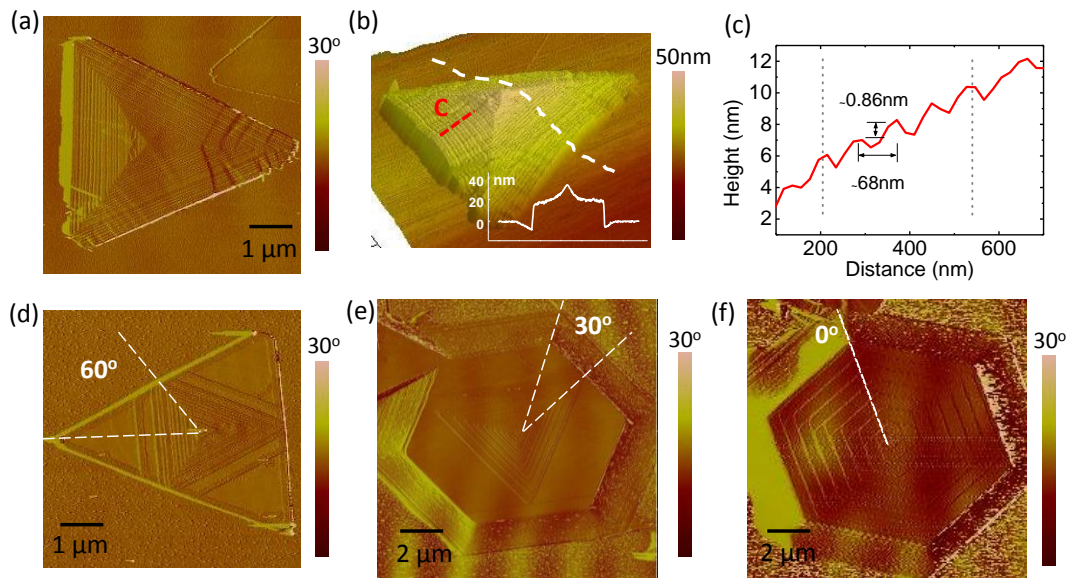 (a)
30°
1 μm
(b)
50nm
C
nm
40
20
0
(c)
12
10
8
6
4
2
Height (nm)
~0.86nm
~68nm
200
400
600
Distance (nm)
(d)
60°
30°
1 μm
(e)
30°
30°
2 μm
(f)
0°
30°
2 μm